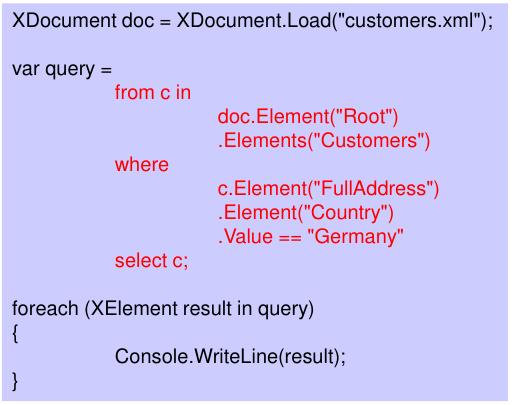 XDocument doc = XDocument.Load("customers.xml");
var query =
from c in
doc.Element("Root")
.Elements("Customers")
where
c.Element("FullAddress")
.Element("Country")
.Value == "Germany"
select c;
foreach (XElement result in query)
{
Console.WriteLine(result);
}